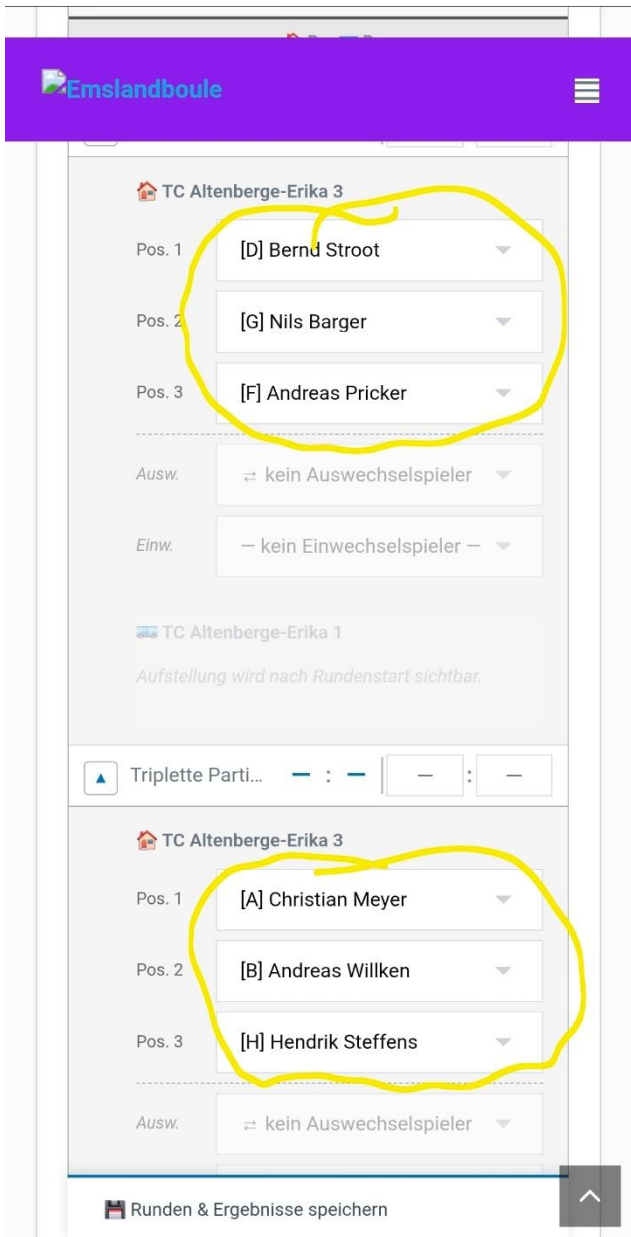 Emslandboule
🏠 TC Altenberge-Erika 3
Pos. 1 [D] Bernd Stroot
Pos. 2 [G] Nils Barger
Pos. 3 [F] Andreas Pricker
Ausw. ⇄ kein Auswechselspieler
Einw. — kein Einwechselspieler —
🚌 TC Altenberge-Erika 1
Aufstellung wird nach Rundenstart sichtbar.
▲ Triplette Parti... — : — | — : —
🏠 TC Altenberge-Erika 3
Pos. 1 [A] Christian Meyer
Pos. 2 [B] Andreas Willken
Pos. 3 [H] Hendrik Steffens
Ausw. ⇄ kein Auswechselspieler
💾 Runden & Ergebnisse speichern